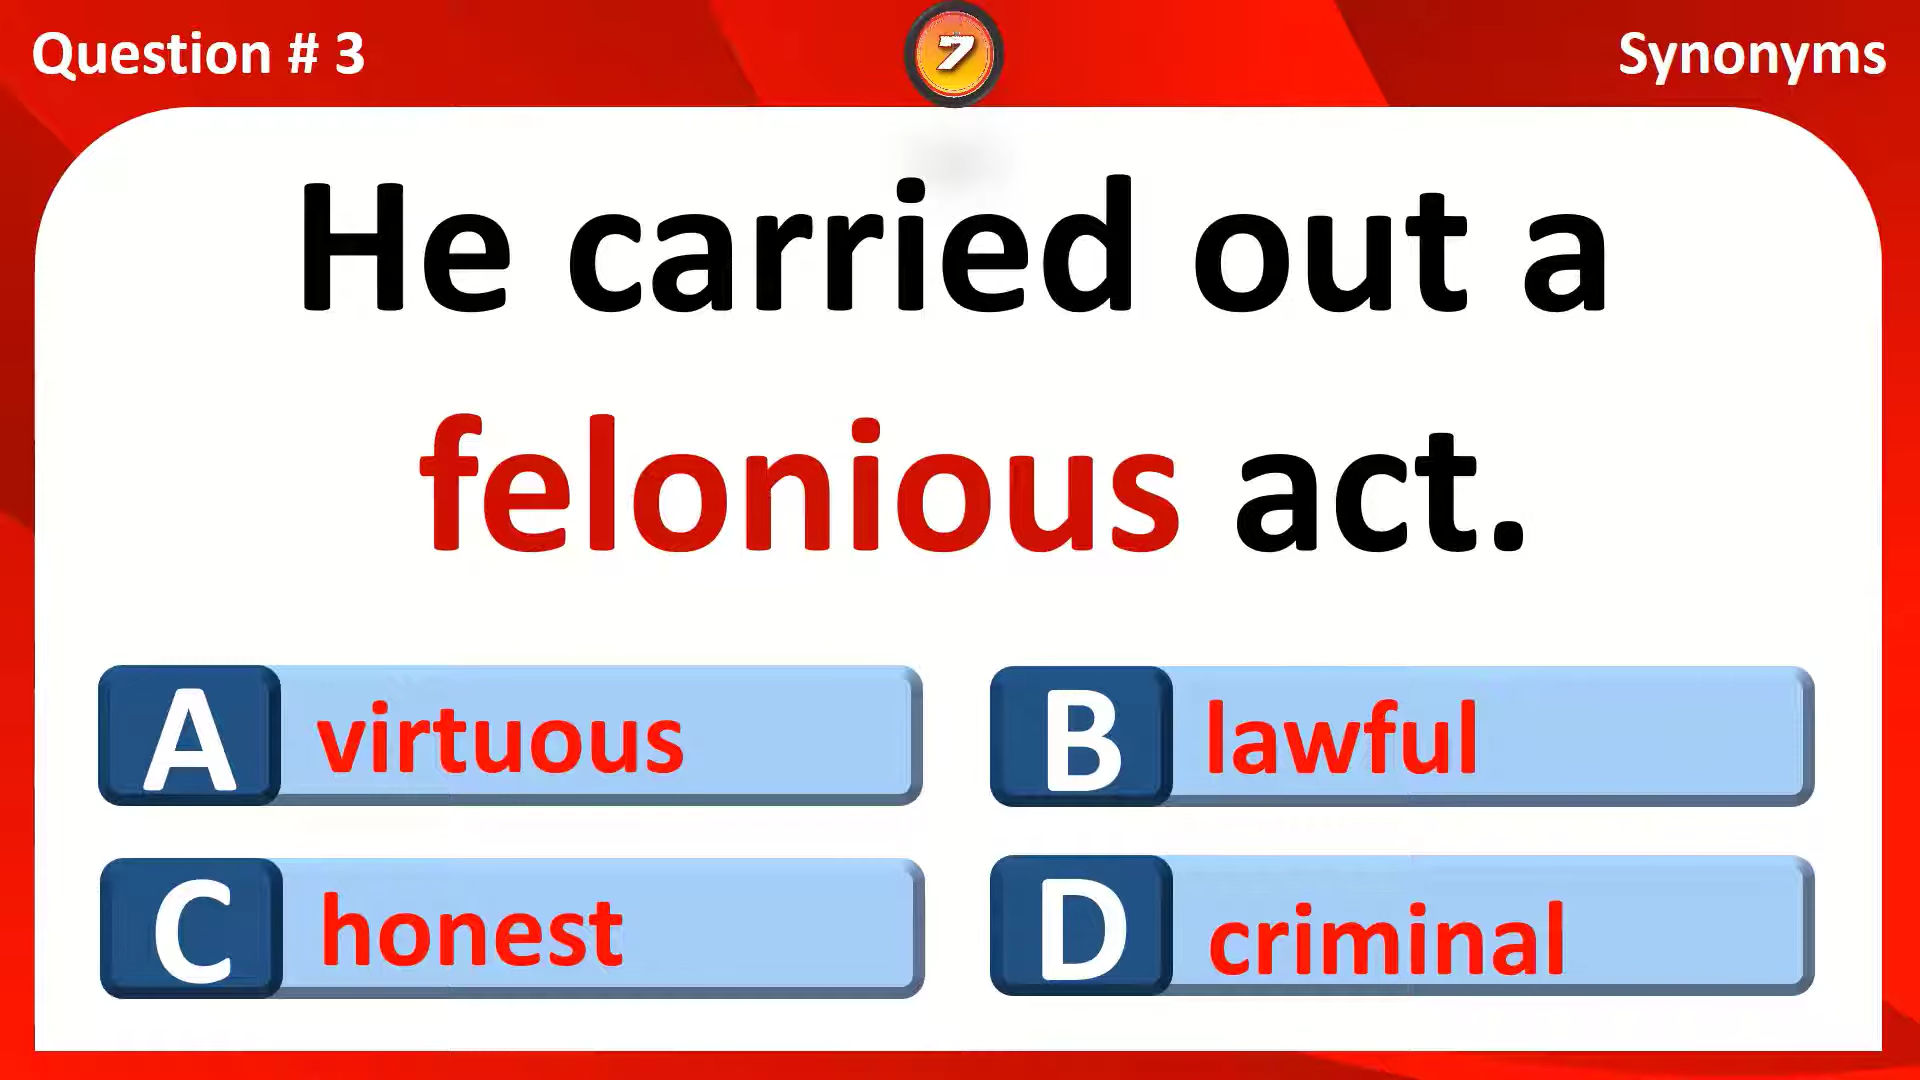 Question # 3
7
Synonyms
He carried out a
felonious act.
A virtuous
B lawful
C honest
D criminal